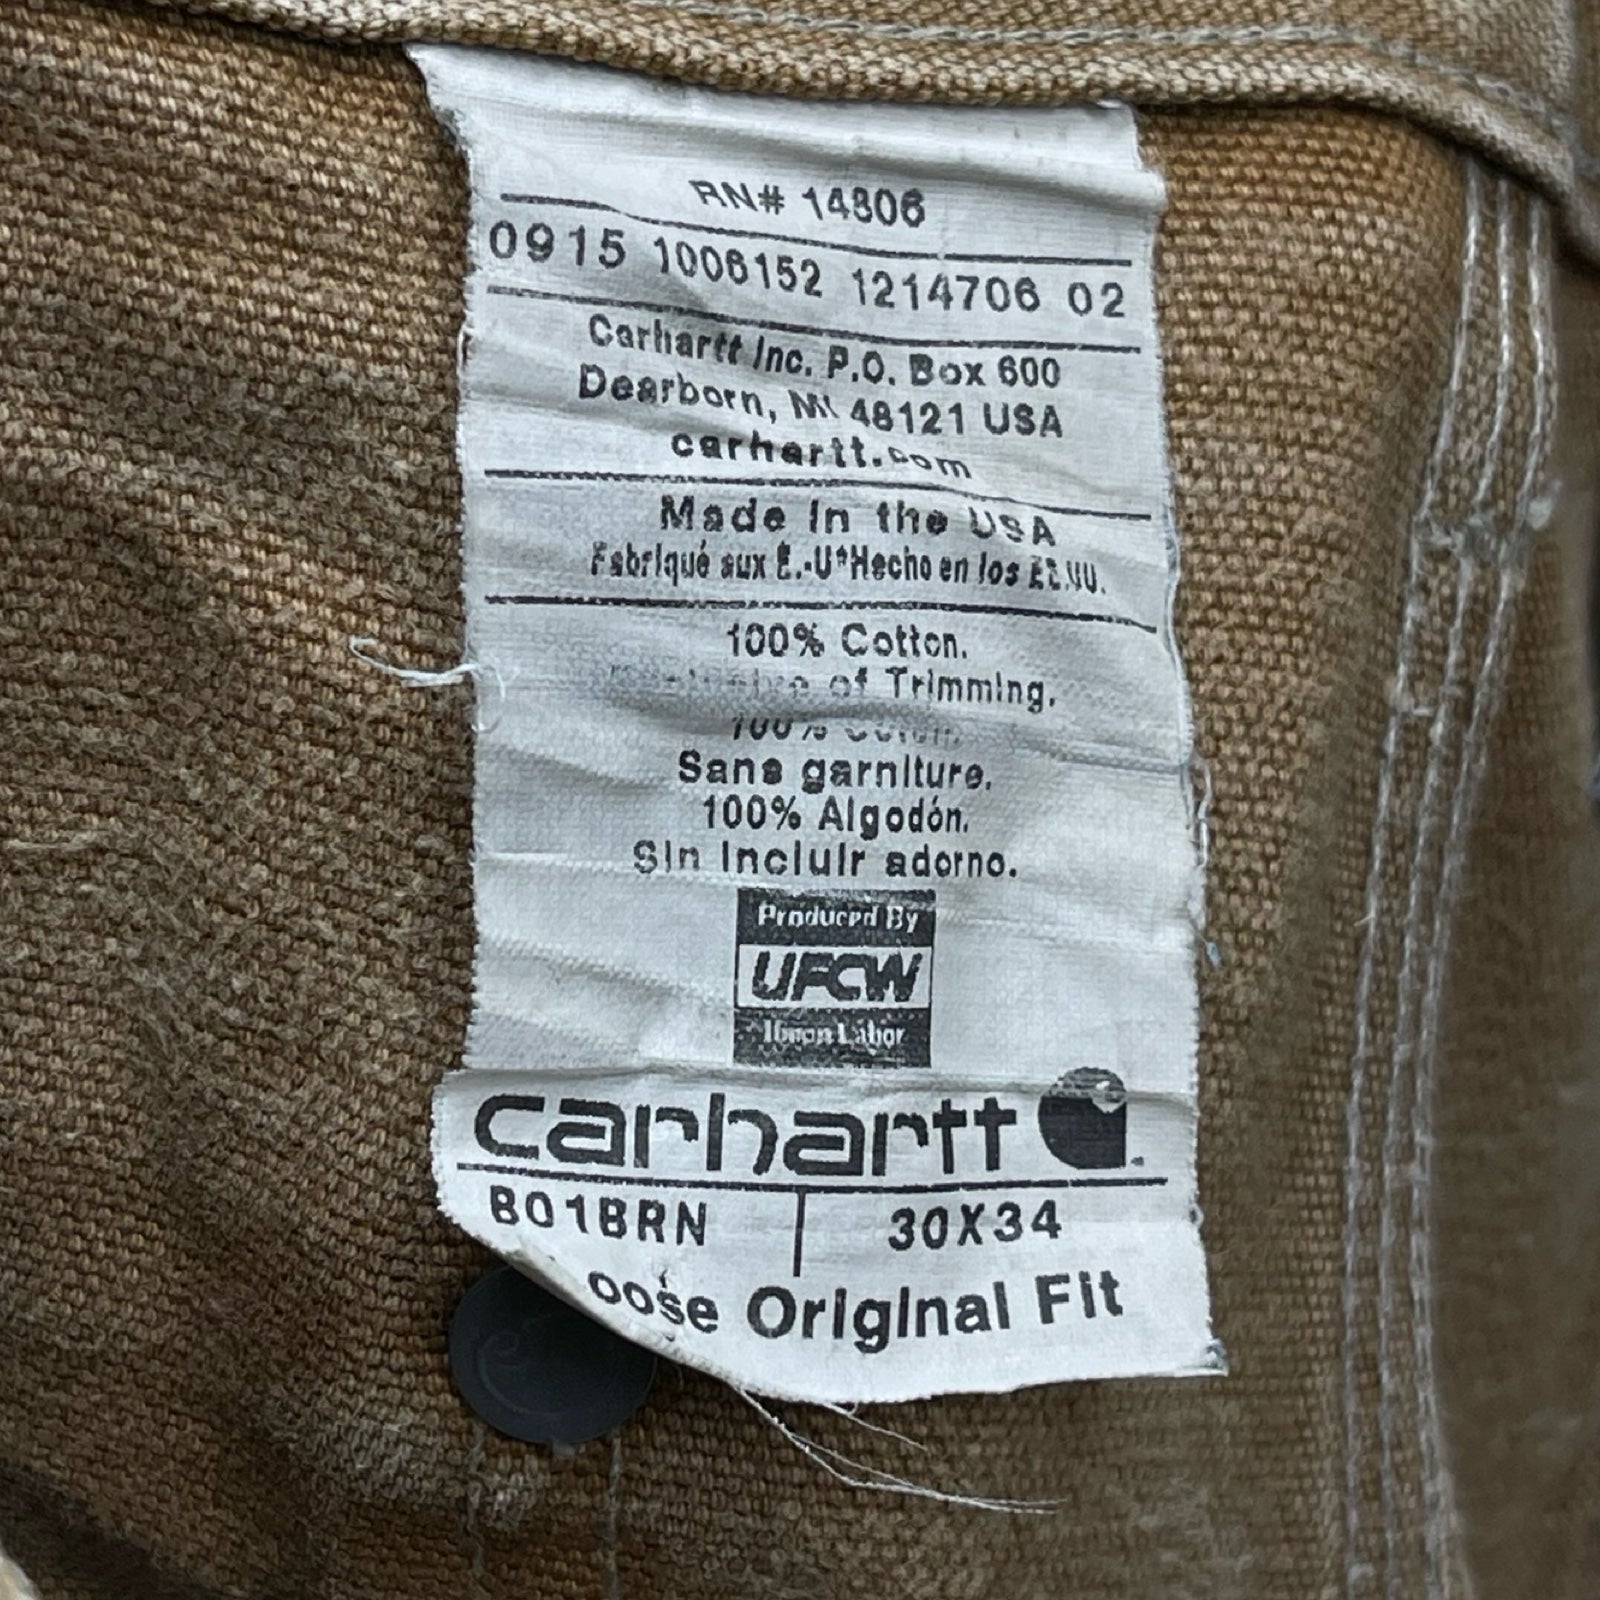 RN# 14806
0915 1006152 1214706 02
Carhartt Inc. P.O. Box 600
Dearborn, MI 48121 USA
carhartt.com
Made in the USA
Fabriqué aux É.-U*Hecho en los EE.UU.
100% Cotton.
of Trimming.
100%
Sans garniture.
100% Algodón.
Sin incluir adorno.
Produced By
UFCW
Union Labor
carhartt
B01BRN 30X34
oose Original Fit